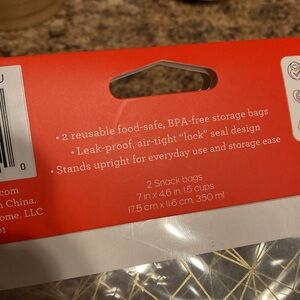 • 2 reusable food-safe, BPA-free storage bags
• Leak-proof, air-tight "lock" seal design
• Stands upright for everyday use and storage ease
2 Snack bags
7 in x 4.6 in, 1.5 cups
17.5 cm x 11.6 cm, 350 ml
U
0
.com
n China.
ome, LLC
01